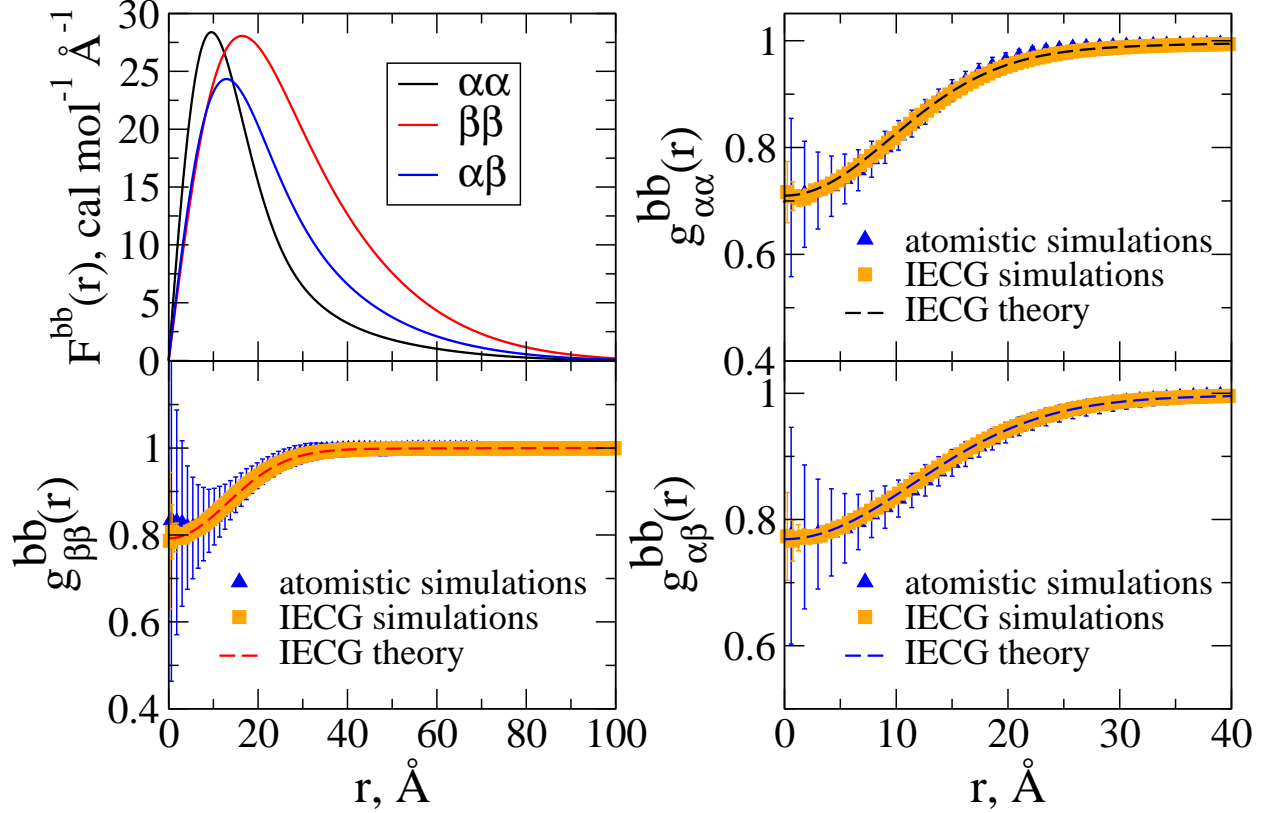 F^bb(r), cal mol^-1 Å^-1
30
25
20
15
10
5
0
αα
ββ
αβ
g^bb_αα(r)
1
0.8
0.6
0.4
atomistic simulations
IECG simulations
IECG theory
g^bb_ββ(r)
1
0.8
0.6
0.4
atomistic simulations
IECG simulations
IECG theory
0 20 40 60 80 100
r, Å
g^bb_αβ(r)
1
0.8
0.6
atomistic simulations
IECG simulations
IECG theory
0 10 20 30 40
r, Å